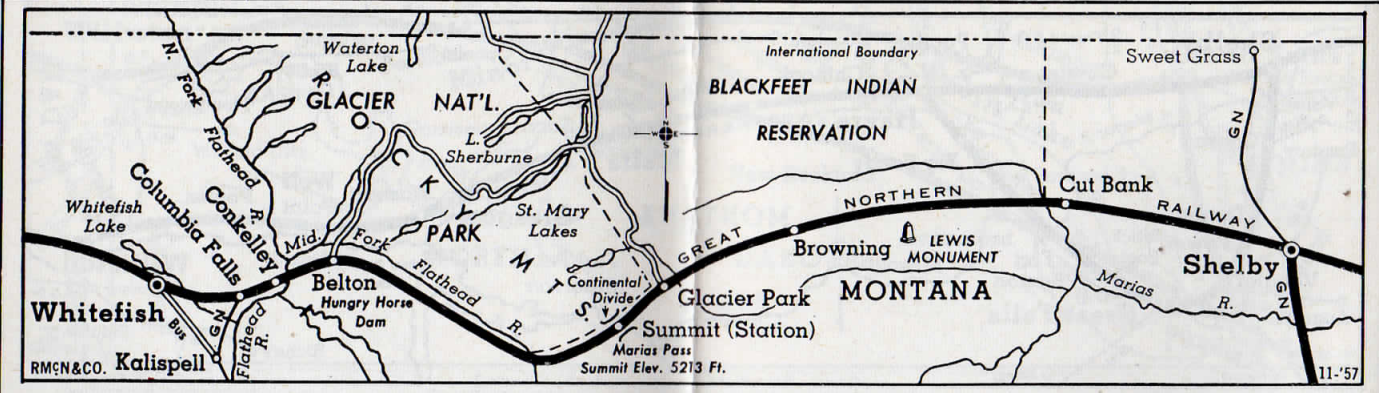 International Boundary
Sweet Grass
GN
BLACKFEET INDIAN
RESERVATION
N. Fork Flathead R.
Waterton
Lake
GLACIER NAT'L.
PARK
ROCKY MTS.
L.
Sherburne
St. Mary
Lakes
Whitefish
Lake
Columbia Falls
Conkelley
Mid. Fork Flathead R.
Whitefish
Bus
GN
Kalispell
Flathead
R.
Belton
Hungry Horse
Dam
Continental
Divide
Glacier Park
Summit (Station)
Marias Pass
Summit Elev. 5213 Ft.
GREAT NORTHERN RAILWAY
Browning
LEWIS
MONUMENT
MONTANA
Cut Bank
Marias R.
Shelby
GN
RMCN&CO.
11-'57